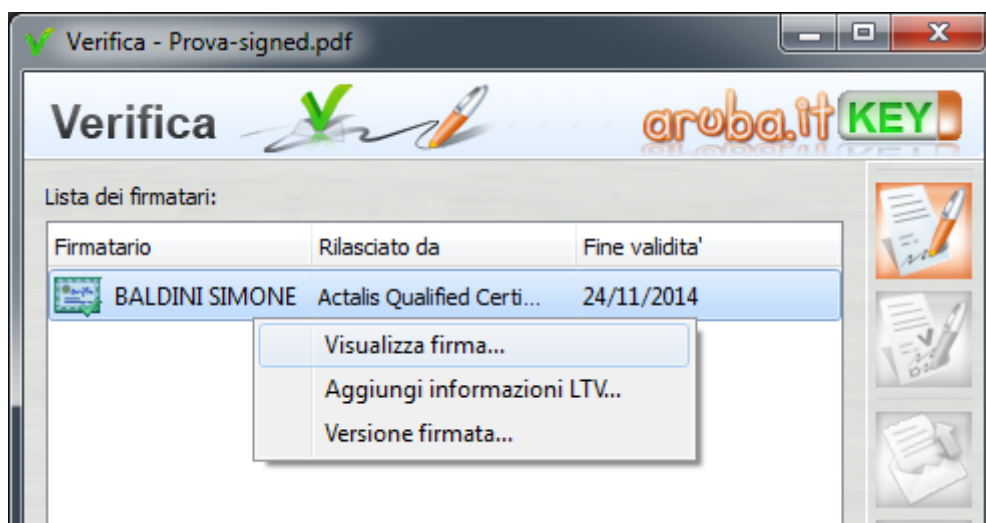 Verifica - Prova-signed.pdf
Verifica
aruba.it KEY
Lista dei firmatari:
Firmatario Rilasciato da Fine validita'
BALDINI SIMONE Actalis Qualified Certi... 24/11/2014
Visualizza firma...
Aggiungi informazioni LTV...
Versione firmata...